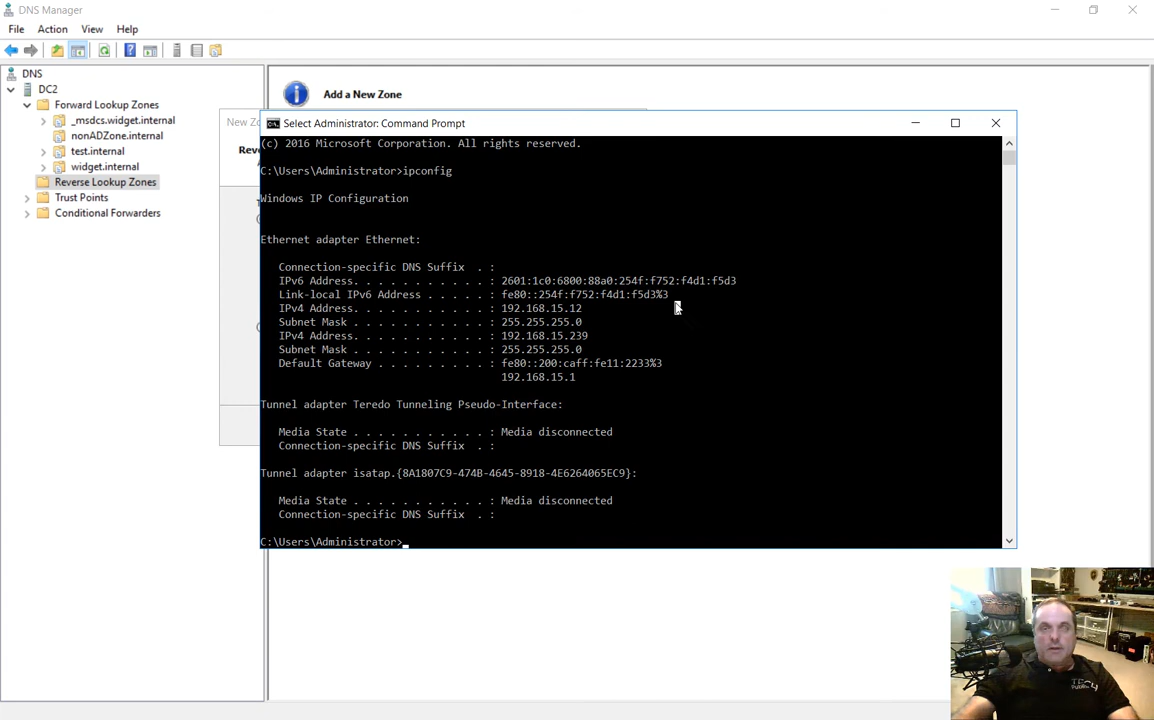 DNS Manager
File Action View Help
DNS
DC2
Forward Lookup Zones
_msdcs.widget.internal
nonADZone.internal
test.internal
widget.internal
Reverse Lookup Zones
Trust Points
Conditional Forwarders
Add a New Zone
New Zo
Reve
Select Administrator: Command Prompt
(c) 2016 Microsoft Corporation. All rights reserved.
C:\Users\Administrator>ipconfig
Windows IP Configuration
Ethernet adapter Ethernet:
Connection-specific DNS Suffix . :
IPv6 Address. . . . . . . . . . . : 2601:1c0:6800:88a0:254f:f752:f4d1:f5d3
Link-local IPv6 Address . . . . . : fe80::254f:f752:f4d1:f5d3%3
IPv4 Address. . . . . . . . . . . : 192.168.15.12
Subnet Mask . . . . . . . . . . . : 255.255.255.0
IPv4 Address. . . . . . . . . . . : 192.168.15.239
Subnet Mask . . . . . . . . . . . : 255.255.255.0
Default Gateway . . . . . . . . . : fe80::200:caff:fe11:2233%3
192.168.15.1
Tunnel adapter Teredo Tunneling Pseudo-Interface:
Media State . . . . . . . . . . . : Media disconnected
Connection-specific DNS Suffix . :
Tunnel adapter isatap.{8A1807C9-474B-4645-8918-4E6264065EC9}:
Media State . . . . . . . . . . . : Media disconnected
Connection-specific DNS Suffix . :
C:\Users\Administrator>